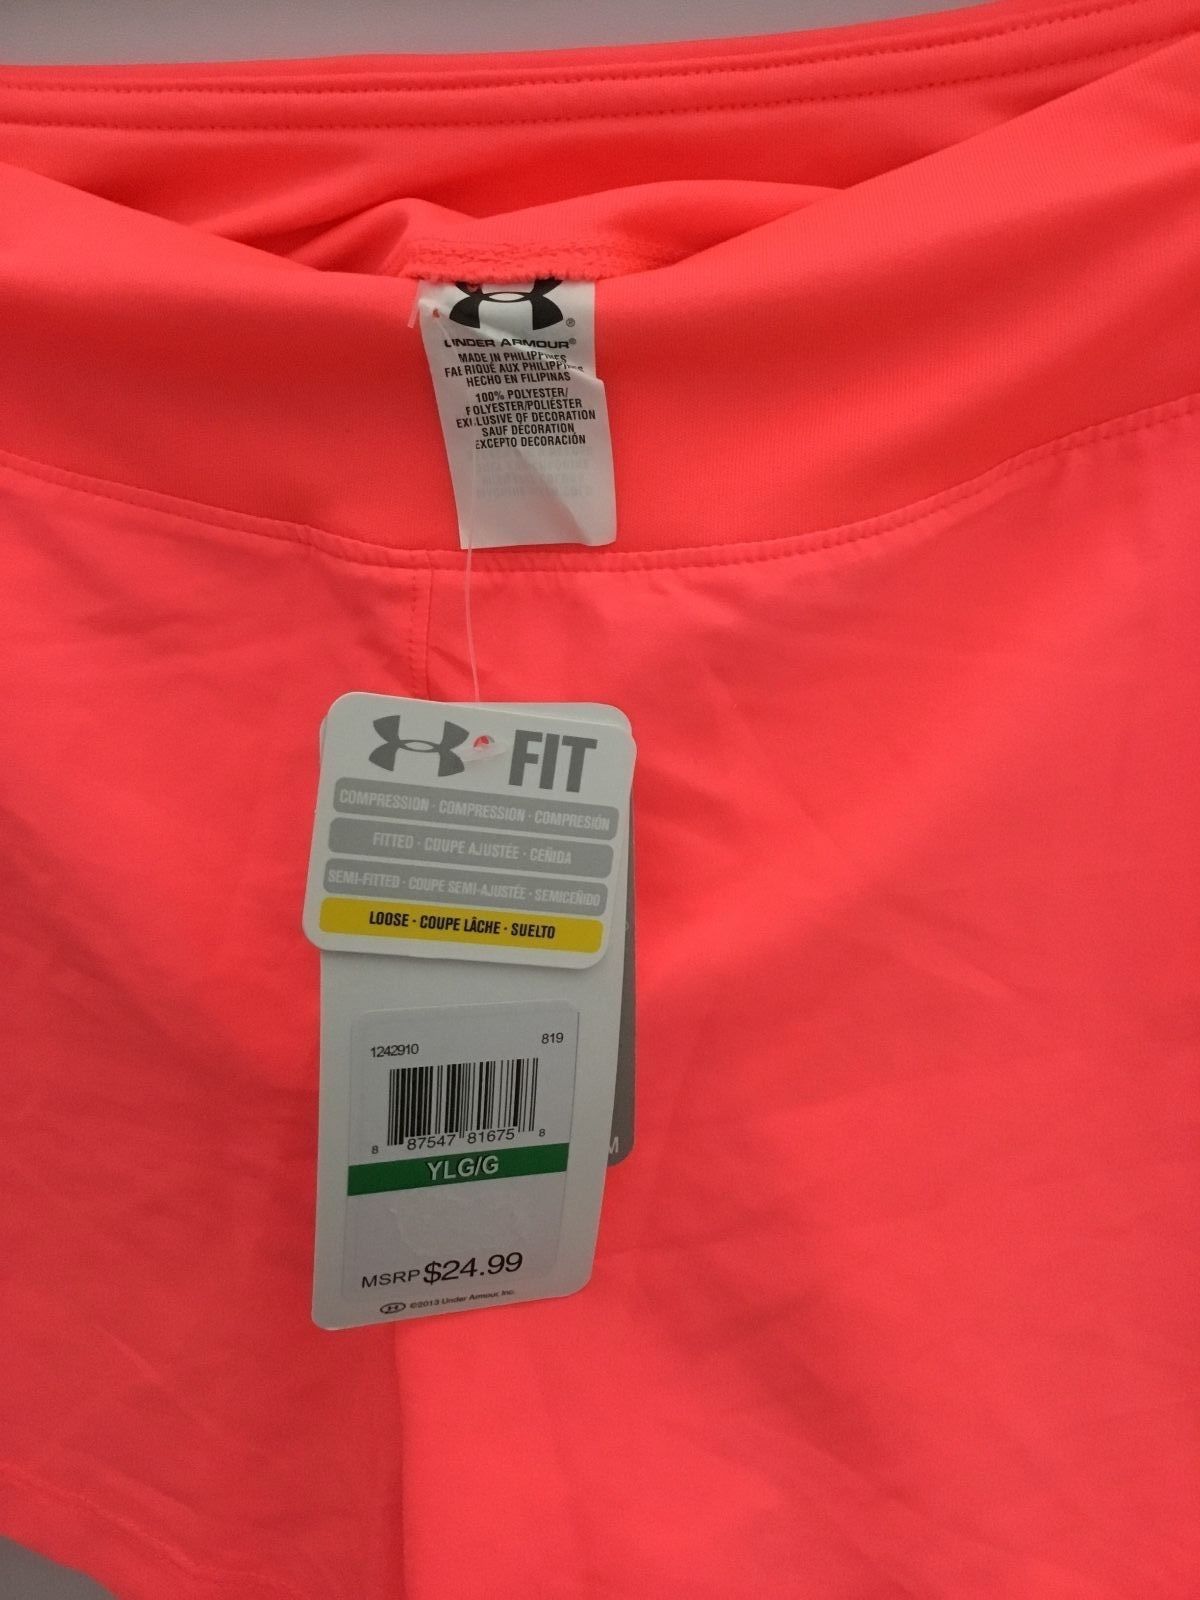 ®
UNDER ARMOUR®
MADE IN PHILIPPINES
FABRIQUÉ AUX PHILIPPINES
HECHO EN FILIPINAS
100% POLYESTER/
POLYESTER/POLIÉSTER
EXCLUSIVE OF DECORATION
SAUF DÉCORATION
EXCEPTO DECORACIÓN
FIT
COMPRESSION · COMPRESSION · COMPRESIÓN
FITTED · COUPE AJUSTÉE · CEÑIDA
SEMI-FITTED · COUPE SEMI-AJUSTÉE · SEMICEÑIDO
LOOSE · COUPE LÂCHE · SUELTO
1242910 819
8 87547 81675 8
YLG/G
M
MSRP $24.99
©2013 Under Armour, Inc.